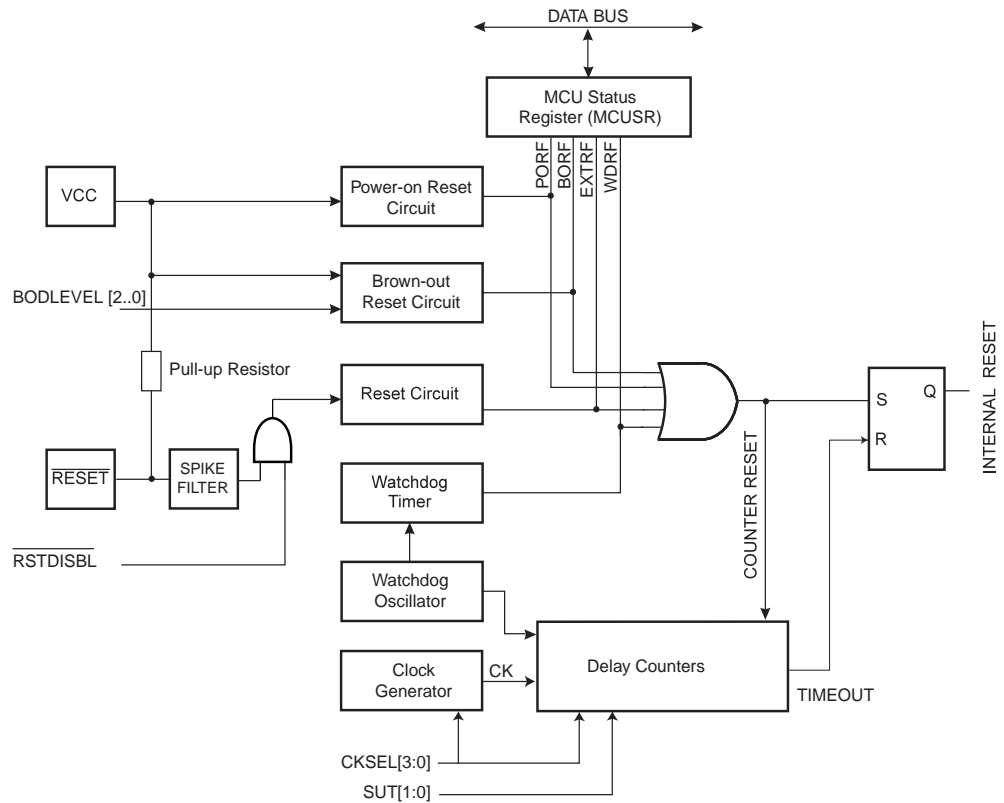 DATA BUS
MCU Status
Register (MCUSR)
PORF
BORF
EXTRF
WDRF
VCC
Power-on Reset
Circuit
Brown-out
Reset Circuit
BODLEVEL [2..0]
Pull-up Resistor
Reset Circuit
S
Q
R
INTERNAL RESET
RESET
SPIKE
FILTER
Watchdog
Timer
COUNTER RESET
RSTDISBL
Watchdog
Oscillator
Clock
Generator
CK
Delay Counters
TIMEOUT
CKSEL[3:0]
SUT[1:0]